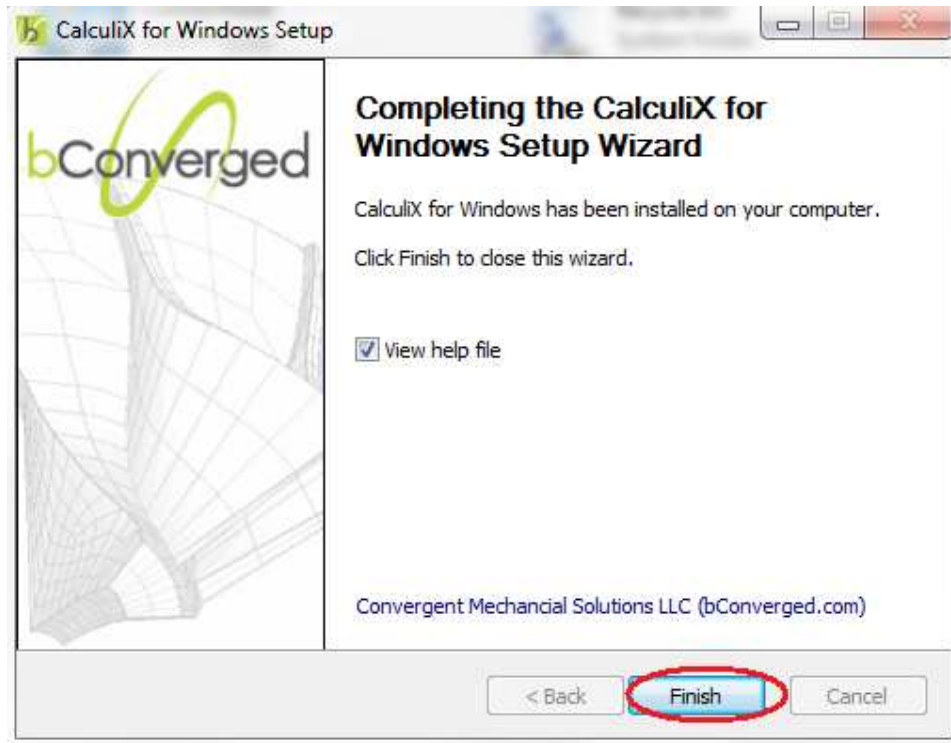 CalculiX for Windows Setup
bConverged
Completing the CalculiX for
Windows Setup Wizard
CalculiX for Windows has been installed on your computer.
Click Finish to close this wizard.
View help file
Convergent Mechancial Solutions LLC (bConverged.com)
< Back
Finish
Cancel